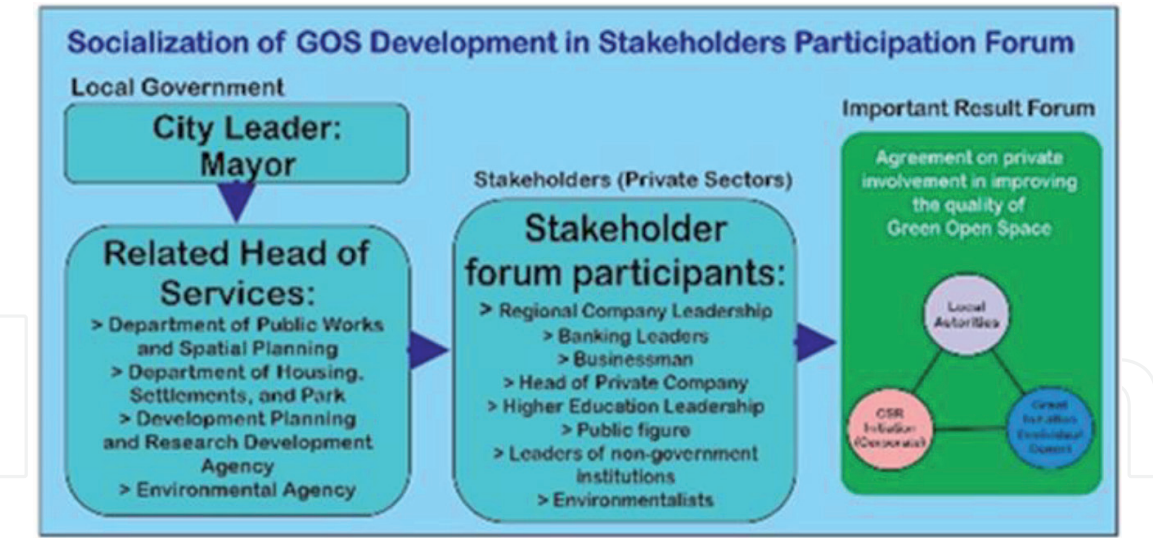 Socialization of GOS Development in Stakeholders Participation Forum
Local Government
City Leader:
Mayor
Related Head of
Services:
> Department of Public Works
and Spatial Planning
> Department of Housing,
Settlements, and Park
> Development Planning
and Research Development
Agency
> Environmental Agency
Stakeholders (Private Sectors)
Stakeholder
forum participants:
> Regional Company Leadership
> Banking Leaders
> Businessman
> Head of Private Company
> Higher Education Leadership
> Public figure
> Leaders of non-government
institutions
> Environmentalists
Important Result Forum
Agreement on private
involvement in improving
the quality of
Green Open Space
Local
Autorities
CSR
Initiation
(Corporate)